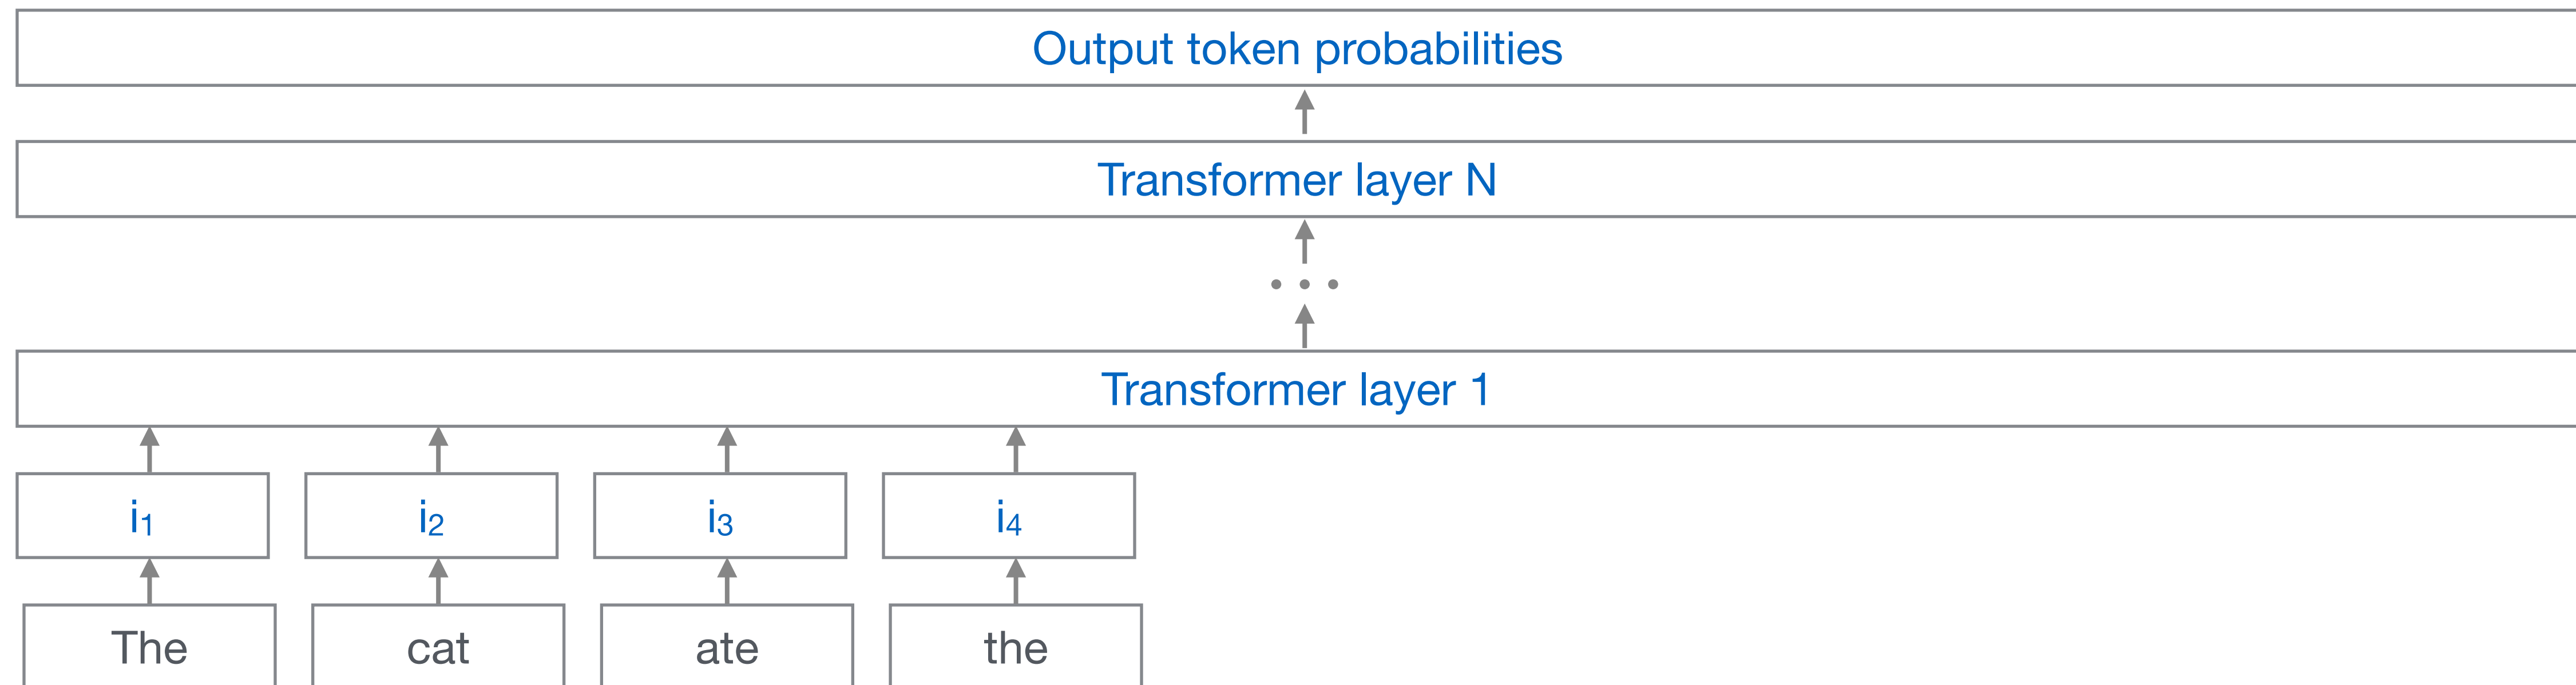 Output token probabilities
Transformer layer N
Transformer layer 1
i₁ i₂ i₃ i₄
The cat ate the